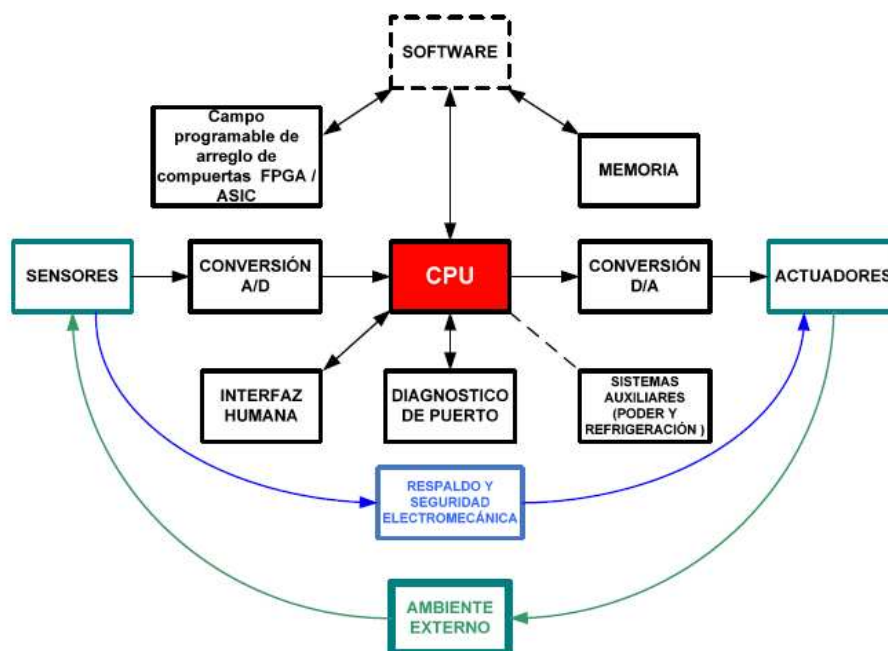 SOFTWARE
Campo
programable de
arreglo de
compuertas FPGA /
ASIC
MEMORIA
SENSORES
CONVERSIÓN
A/D
CPU
CONVERSIÓN
D/A
ACTUADORES
INTERFAZ
HUMANA
DIAGNOSTICO
DE PUERTO
SISTEMAS
AUXILIARES
(PODER Y
REFRIGERACIÓN )
RESPALDO Y
SEGURIDAD
ELECTROMECÁNICA
AMBIENTE
EXTERNO